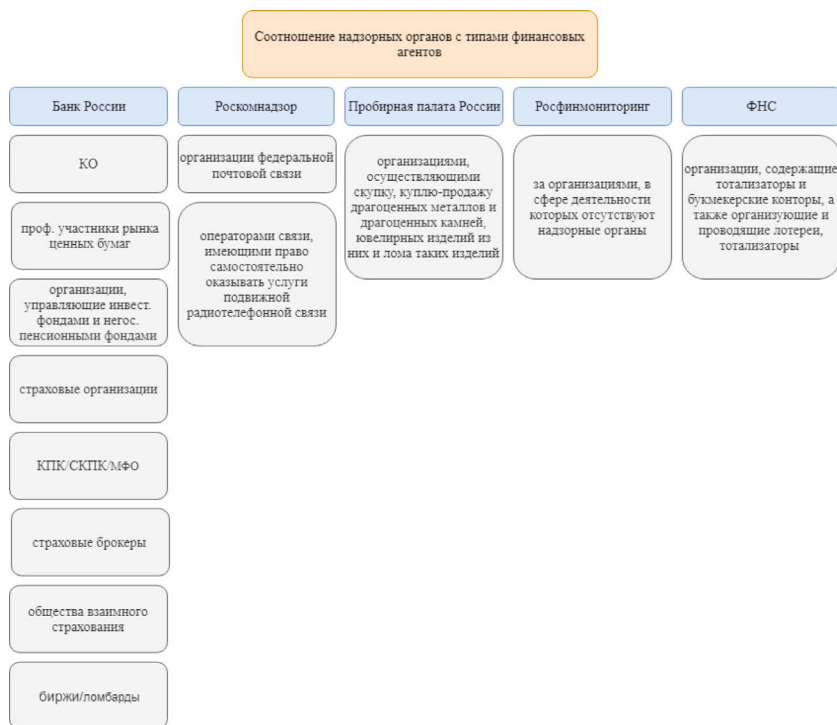 Соотношение надзорных органов с типами финансовых
агентов
Банк России
Роскомнадзор
Пробирная палата России
Росфинмониторинг
ФНС
КО
проф. участники рынка
ценных бумаг
организации,
управляющие инвест.
фондами и негос.
пенсионными фондами
страховые организации
КПК/СКПК/МФО
страховые брокеры
общества взаимного
страхования
биржи/ломбарды
организации федеральной
почтовой связи
операторами связи,
имеющими право
самостоятельно
оказывать услуги
подвижной
радиотелефонной связи
организациями,
осуществляющими
скупку, куплю-продажу
драгоценных металлов и
драгоценных камней,
ювелирных изделий из
них и лома таких изделий
за организациями, в
сфере деятельности
которых отсутствуют
надзорные органы
организации, содержащие
тотализаторы и
букмекерские конторы, а
также организующие и
проводящие лотереи,
тотализаторы